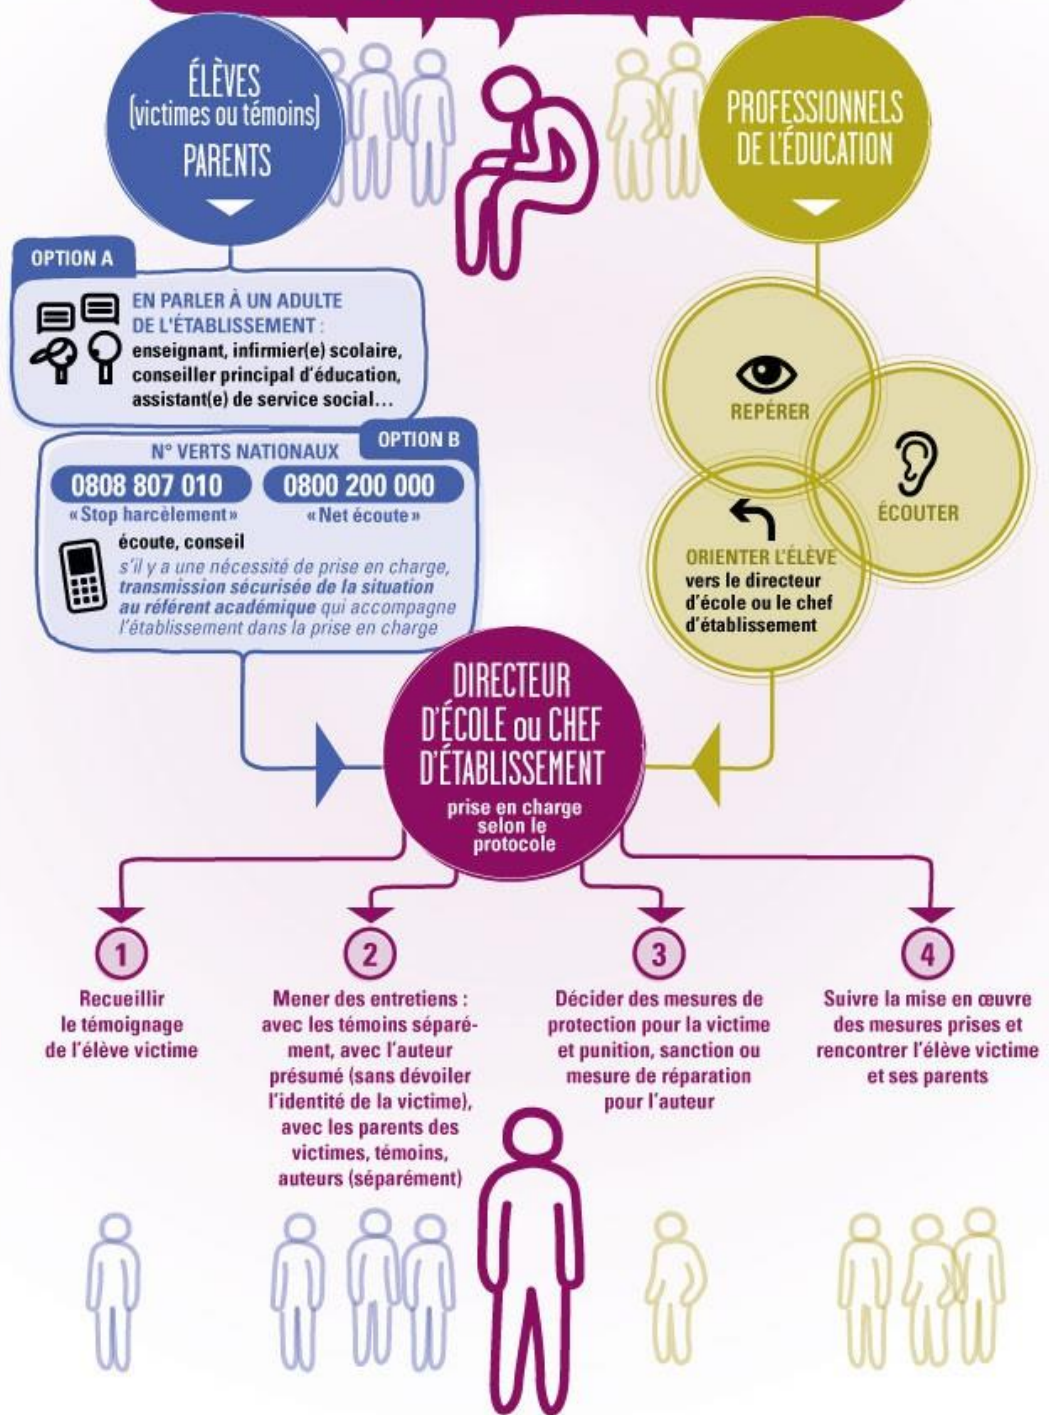 ÉLÈVES
(victimes ou témoins)
PARENTS
PROFESSIONNELS
DE L'ÉDUCATION
OPTION A
EN PARLER À UN ADULTE
DE L'ÉTABLISSEMENT :
enseignant, infirmier(e) scolaire,
conseiller principal d'éducation,
assistant(e) de service social…
OPTION B
N° VERTS NATIONAUX
0808 807 010
«Stop harcèlement»
0800 200 000
«Net écoute»
écoute, conseil
s'il y a une nécessité de prise en charge,
transmission sécurisée de la situation
au référent académique qui accompagne
l'établissement dans la prise en charge
REPÉRER
ÉCOUTER
ORIENTER L'ÉLÈVE
vers le directeur
d'école ou le chef
d'établissement
DIRECTEUR
D'ÉCOLE ou CHEF
D'ÉTABLISSEMENT
prise en charge
selon le
protocole
1
Recueillir
le témoignage
de l'élève victime
2
Mener des entretiens :
avec les témoins séparé-
ment, avec l'auteur
présumé (sans dévoiler
l'identité de la victime),
avec les parents des
victimes, témoins,
auteurs (séparément)
3
Décider des mesures de
protection pour la victime
et punition, sanction ou
mesure de réparation
pour l'auteur
4
Suivre la mise en œuvre
des mesures prises et
rencontrer l'élève victime
et ses parents